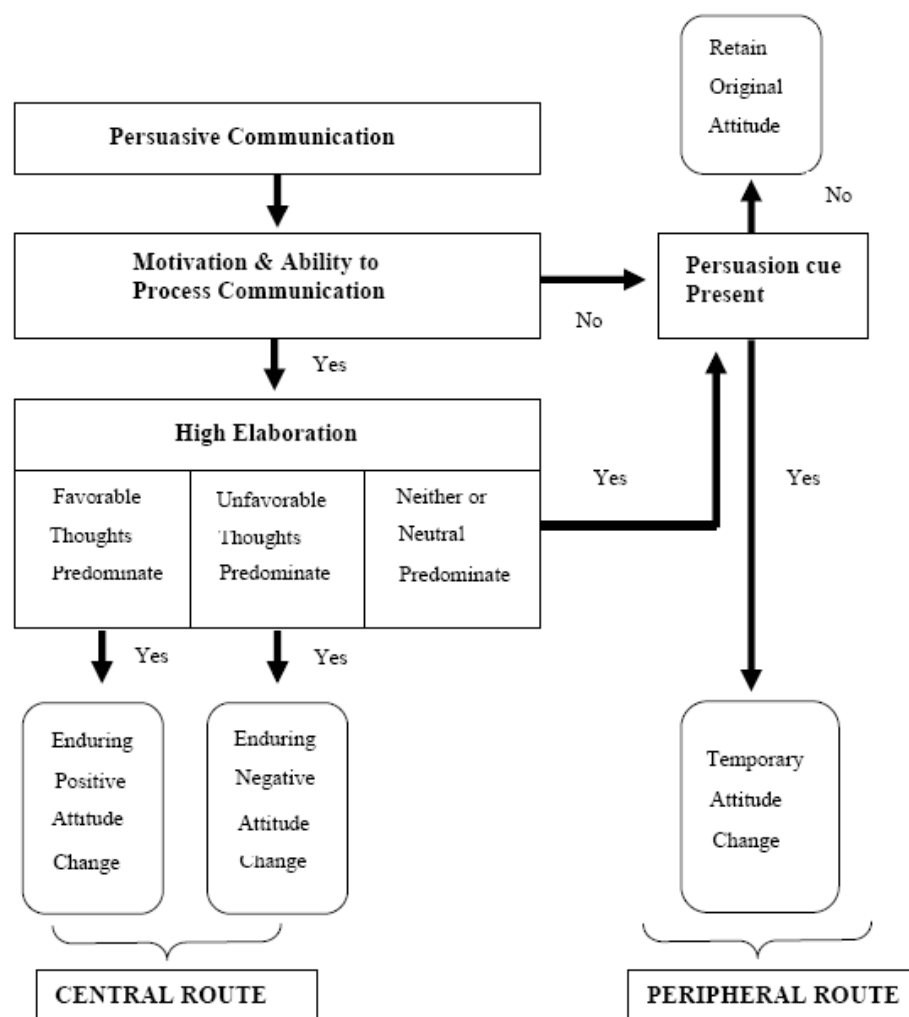 Retain
Original
Attitude
Persuasive Communication
No
Motivation & Ability to
Process Communication
Persuasion cue
Present
No
Yes
High Elaboration
Favorable
Thoughts
Predominate
Unfavorable
Thoughts
Predominate
Neither or
Neutral
Predominate
Yes
Yes
Yes
Yes
Enduring
Positive
Attitude
Change
Enduring
Negative
Attitude
Change
Temporary
Attitude
Change
CENTRAL ROUTE
PERIPHERAL ROUTE